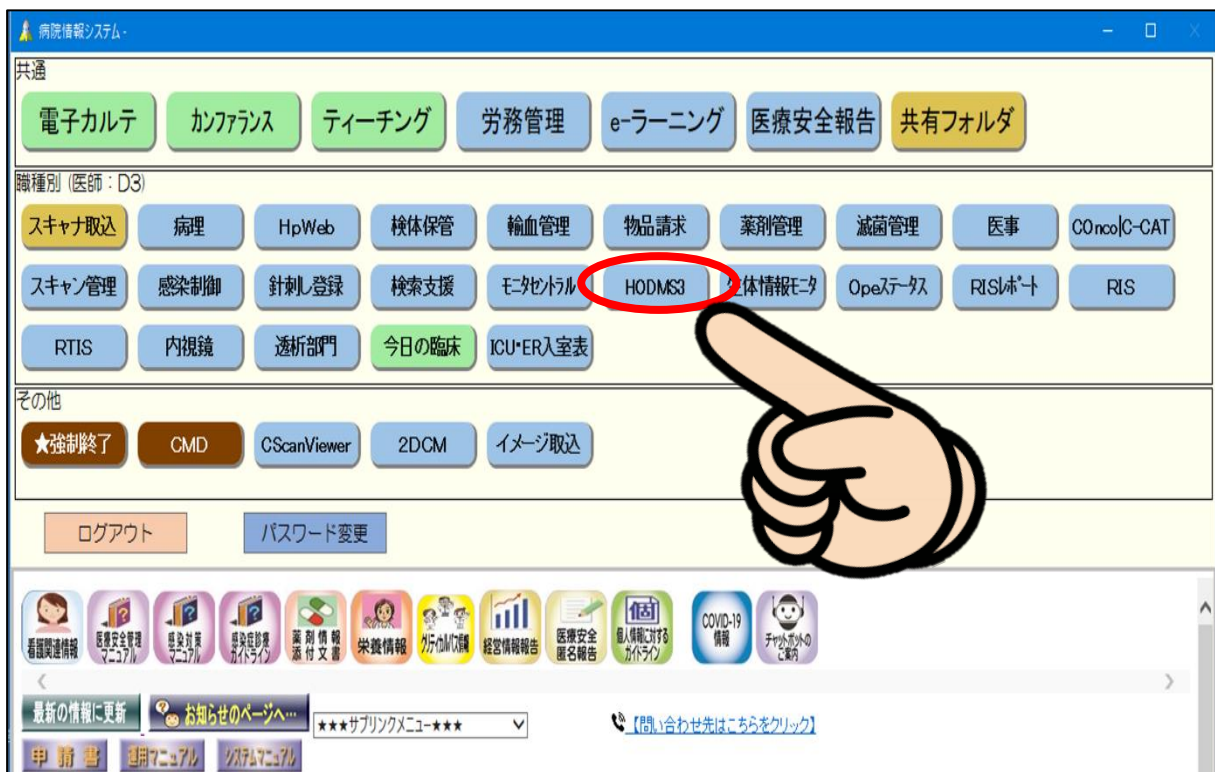 病院情報システム -
共通
電子カルテ カンファランス ティーチング 労務管理 e-ラーニング 医療安全報告 共有フォルダ
職種別 (医師：D3)
スキャナ取込 病理 HpWeb 検体保管 輸血管理 物品請求 薬剤管理 滅菌管理 医事 COnco|C-CAT
スキャン管理 感染制御 針刺し登録 検索支援 モニタセントラル HODMS3 生体情報モニタ Opeステータス RISレポート RIS
RTIS 内視鏡 透析部門 今日の臨床 ICU・ER入室表
その他
★強制終了 CMD CScanViewer 2DCM イメージ取込
ログアウト パスワード変更
看護関連情報 医療安全管理マニュアル 感染対策マニュアル 感染症診療ガイドライン 薬剤情報添付文書 栄養情報 クリティカルパス情報 経営情報報告 医療安全匿名報告 個人情報に対するガイドライン COVID-19情報 チャットボットのご案内
最新の情報に更新 お知らせのページへ… ★★★サブリンクメニュー★★★ 【問い合わせ先はこちらをクリック】
申請書 運用マニュアル システムマニュアル